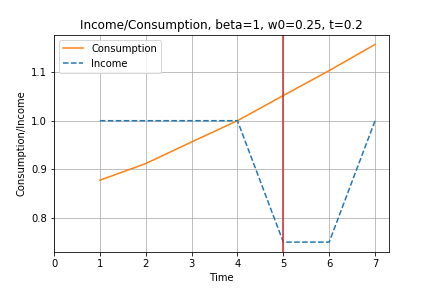 Income/Consumption, beta=1, w0=0.25, t=0.2
Consumption
Income
Consumption/Income
1.1
1.0
0.9
0.8
0 1 2 3 4 5 6 7
Time